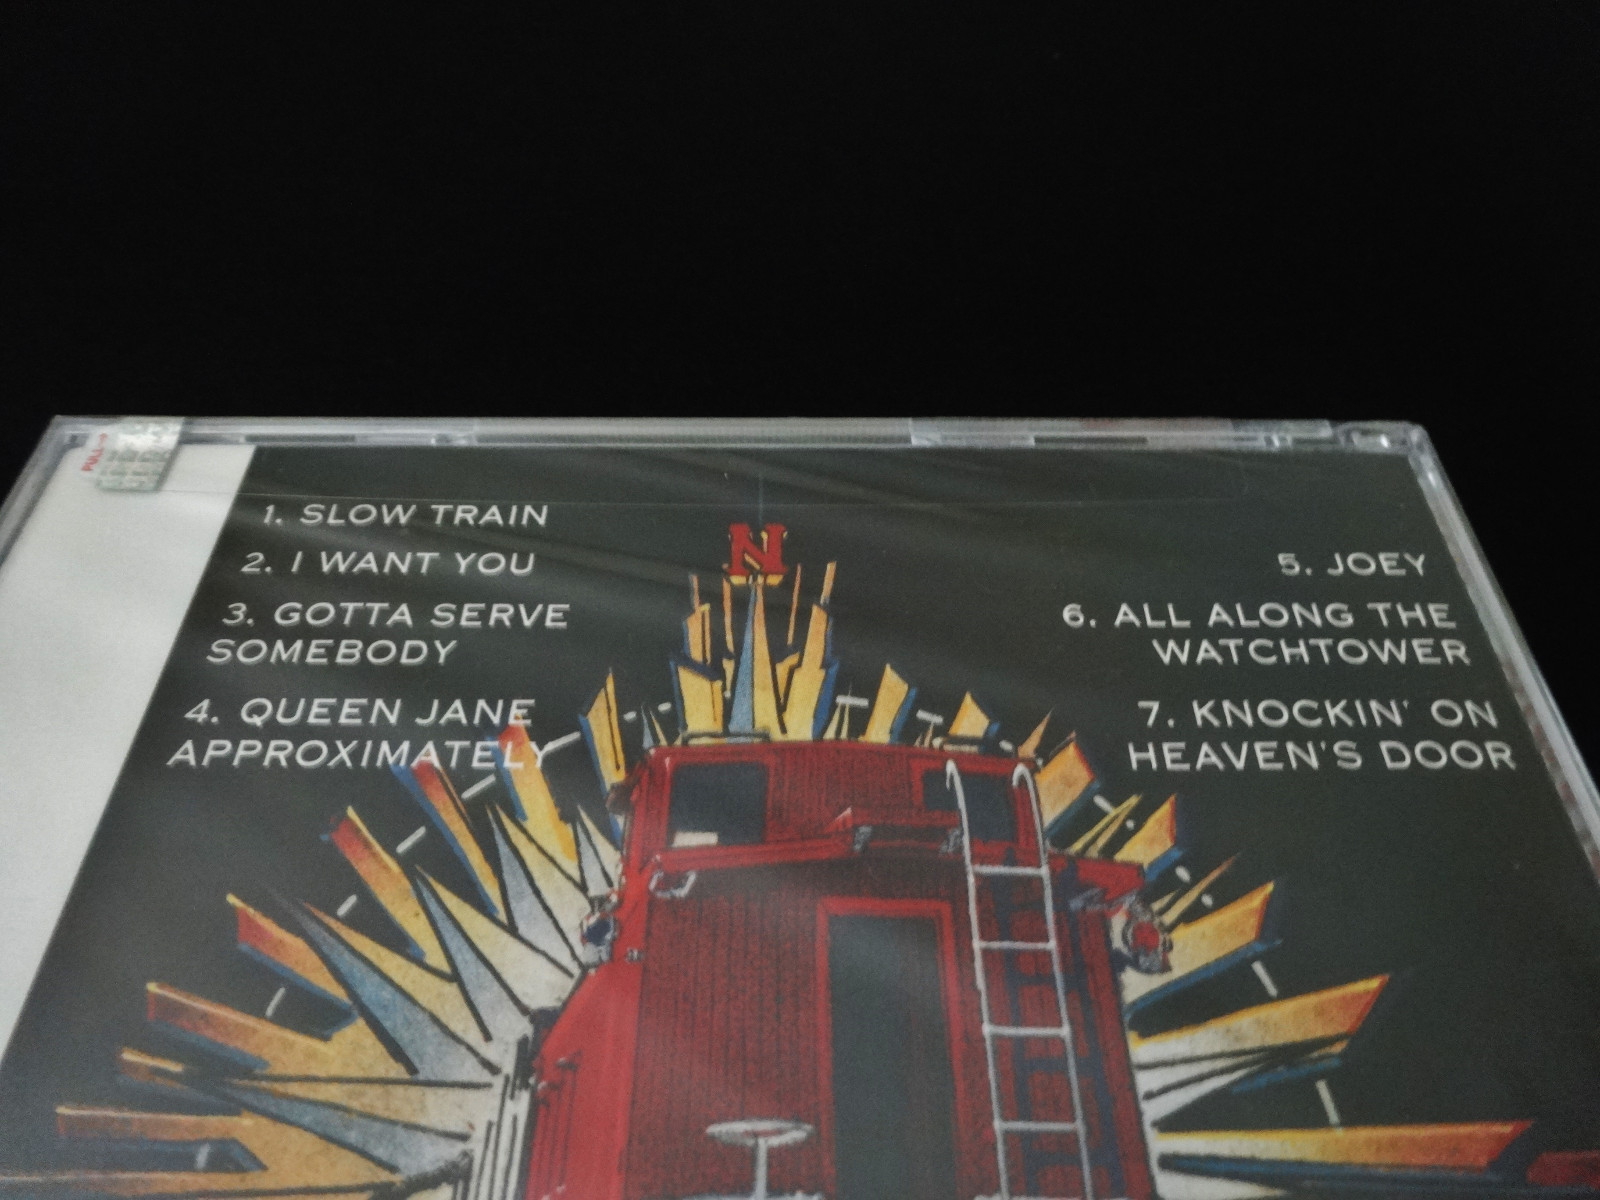 PULL
1. SLOW TRAIN
2. I WANT YOU
3. GOTTA SERVE
SOMEBODY
4. QUEEN JANE
APPROXIMATELY
N
5. JOEY
6. ALL ALONG THE
WATCHTOWER
7. KNOCKIN' ON
HEAVEN'S DOOR